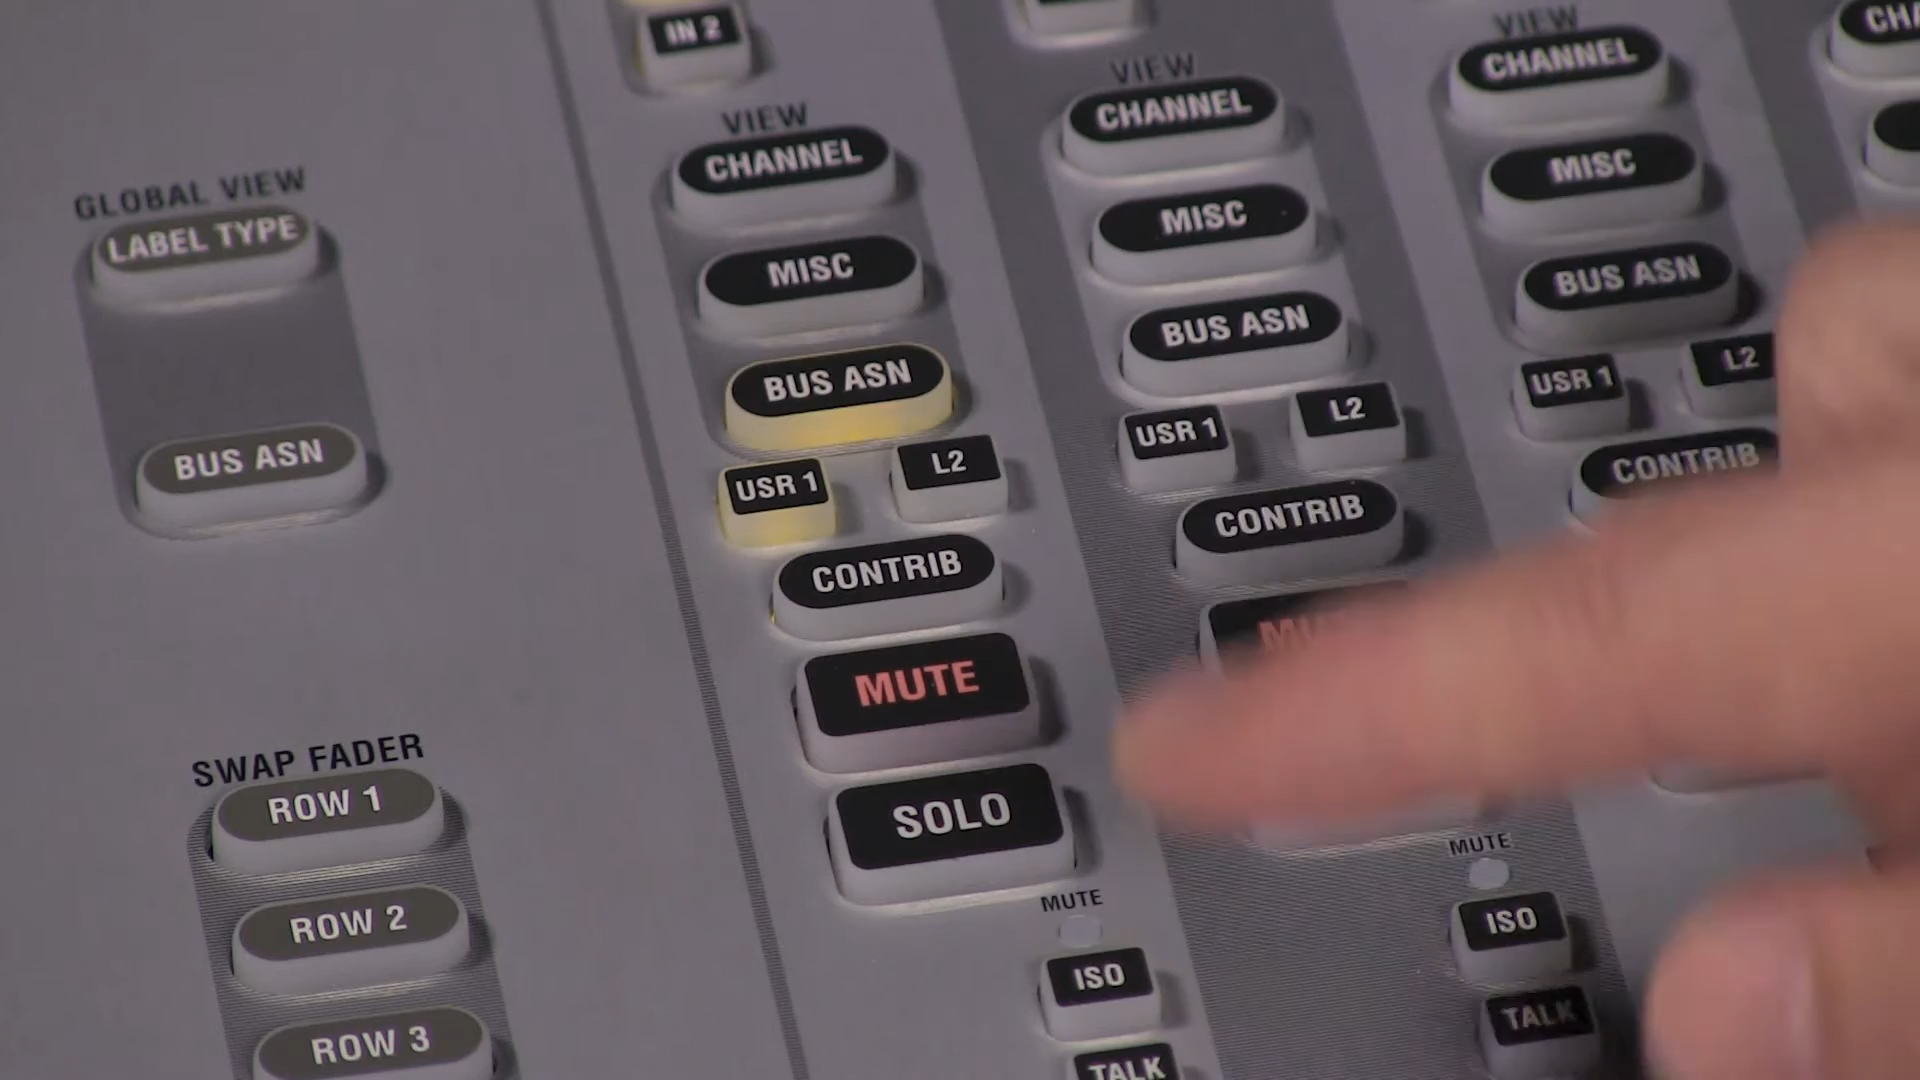 GLOBAL VIEW
LABEL TYPE
BUS ASN
SWAP FADER
ROW 1
ROW 2
ROW 3
IN 2
VIEW
CHANNEL
MISC
BUS ASN
USR 1
L2
CONTRIB
MUTE
SOLO
MUTE
ISO
TALK
VIEW
CHANNEL
MISC
BUS ASN
USR 1
L2
CONTRIB
MUTE
ISO
TALK
VIEW
CHANNEL
MISC
BUS ASN
USR 1
L2
CONTRIB